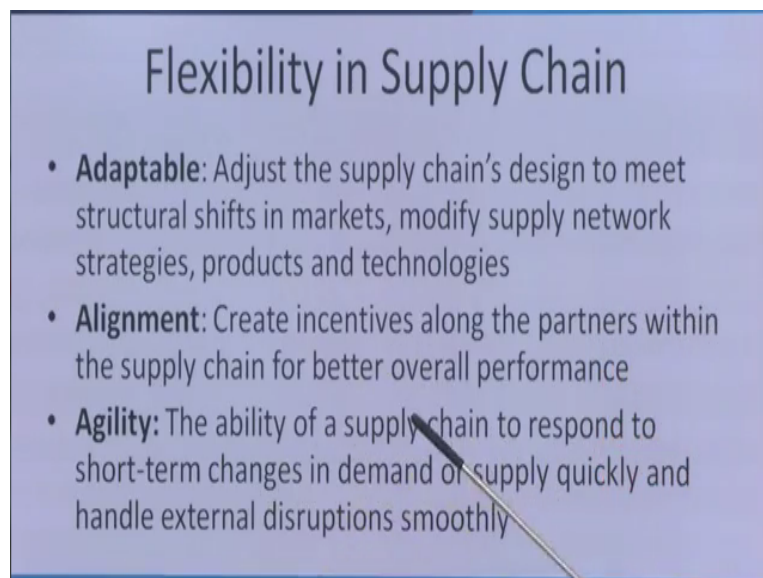 Flexibility in Supply Chain
• Adaptable: Adjust the supply chain's design to meet
structural shifts in markets, modify supply network
strategies, products and technologies
• Alignment: Create incentives along the partners within
the supply chain for better overall performance
• Agility: The ability of a supply chain to respond to
short-term changes in demand or supply quickly and
handle external disruptions smoothly